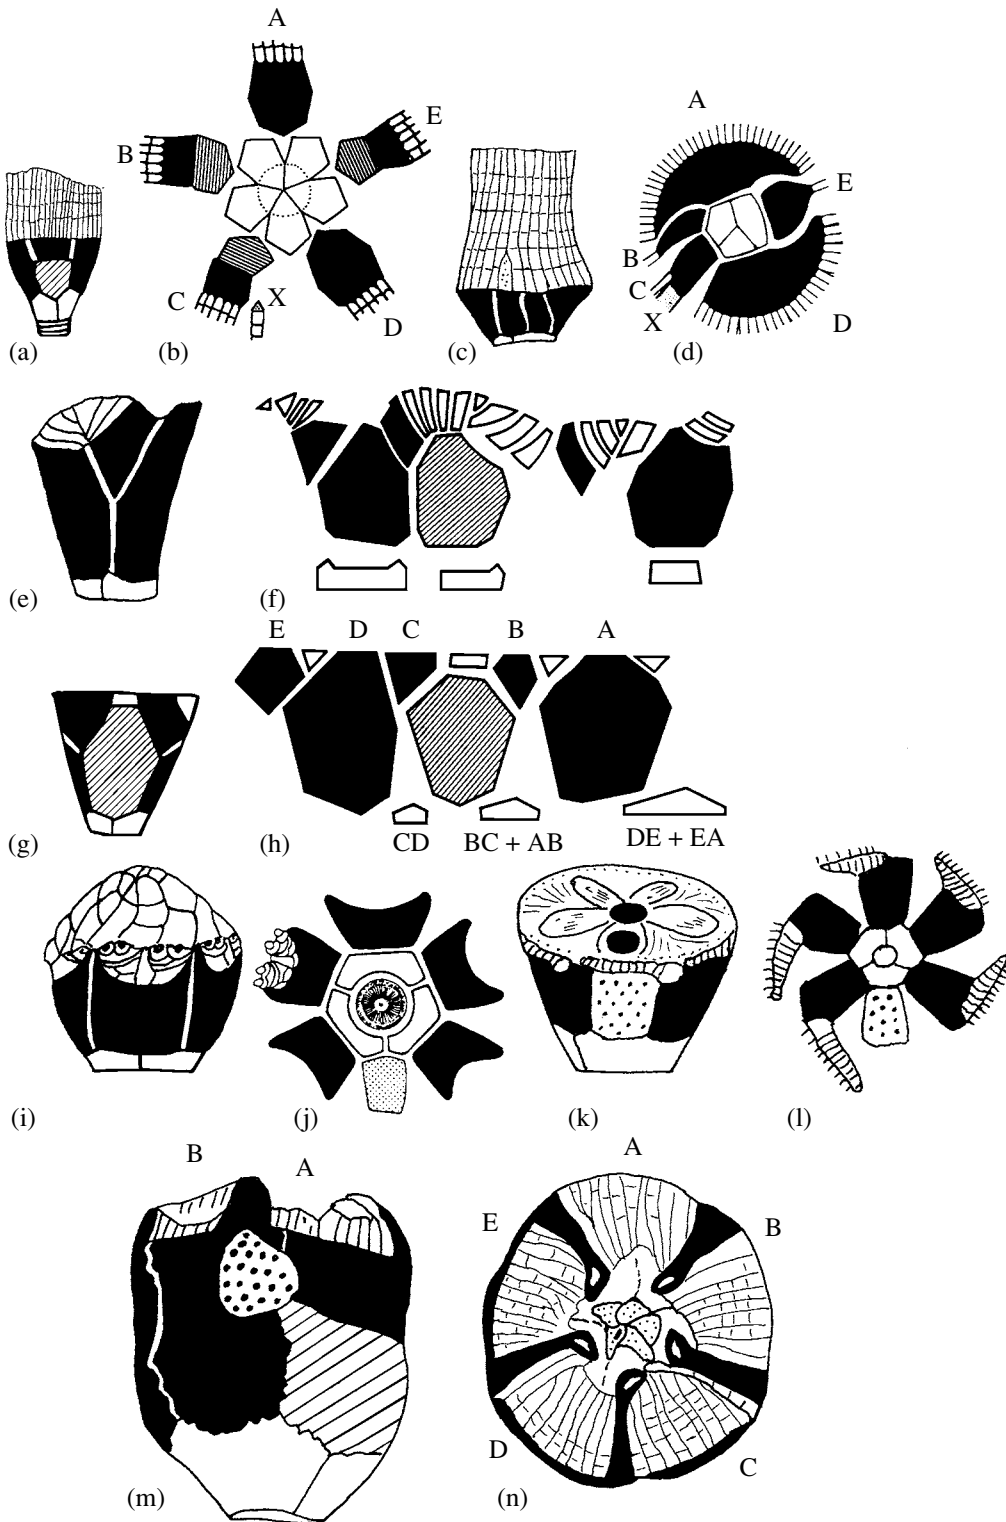 A
E
B
C
X
D
(a)
(b)
A
E
B
C
X
D
(c)
(d)
(e)
(f)
E D C B A
CD
BC + AB
DE + EA
(g)
(h)
(i)
(j)
(k)
(l)
B
A
A
E
B
D
C
(m)
(n)